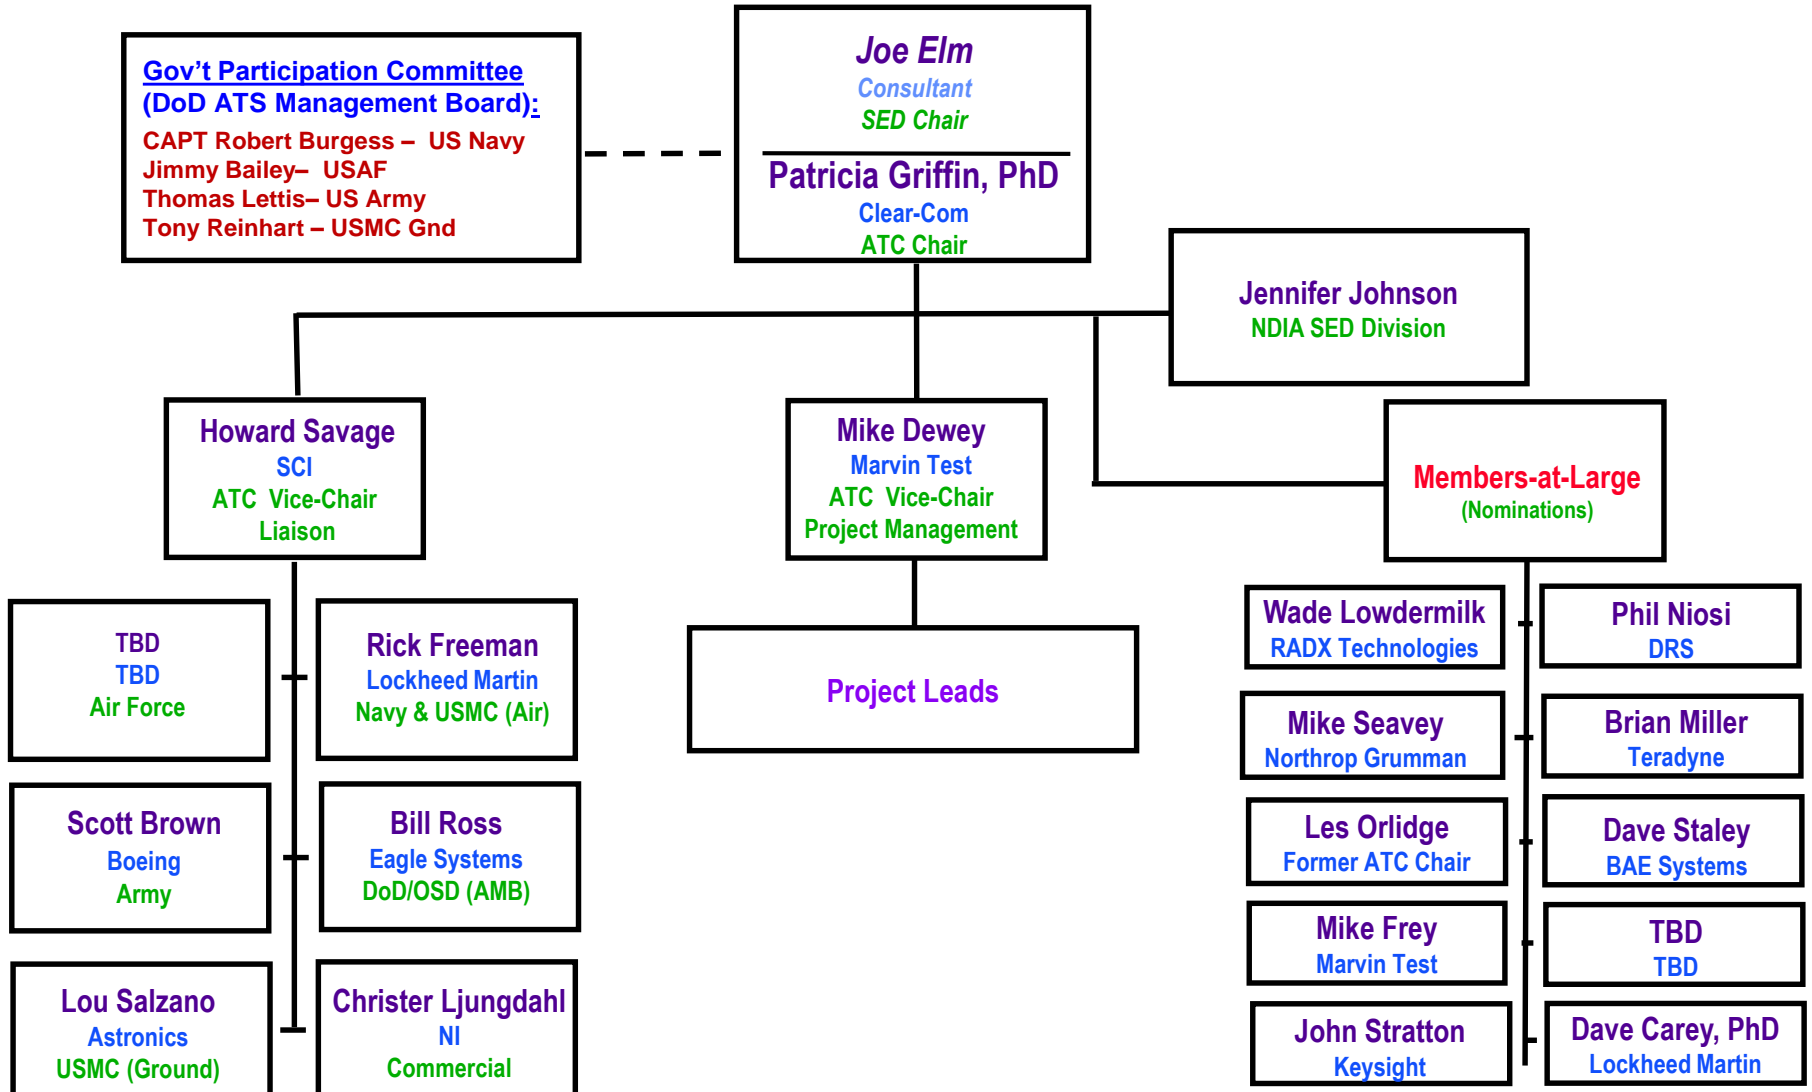 Gov’t Participation Committee
(DoD ATS Management Board):
CAPT Robert Burgess – US Navy
Jimmy Bailey– USAF
Thomas Lettis– US Army
Tony Reinhart – USMC Gnd
Joe Elm
Consultant
SED Chair
Patricia Griffin, PhD
Clear-Com
ATC Chair
Jennifer Johnson
NDIA SED Division
Howard Savage
SCI
ATC Vice-Chair
Liaison
Mike Dewey
Marvin Test
ATC Vice-Chair
Project Management
Members-at-Large
(Nominations)
TBD
TBD
Air Force
Rick Freeman
Lockheed Martin
Navy & USMC (Air)
Scott Brown
Boeing
Army
Bill Ross
Eagle Systems
DoD/OSD (AMB)
Lou Salzano
Astronics
USMC (Ground)
Christer Ljungdahl
NI
Commercial
Project Leads
Wade Lowdermilk
RADX Technologies
Phil Niosi
DRS
Mike Seavey
Northrop Grumman
Brian Miller
Teradyne
Les Orlidge
Former ATC Chair
Dave Staley
BAE Systems
Mike Frey
Marvin Test
TBD
TBD
John Stratton
Keysight
Dave Carey, PhD
Lockheed Martin